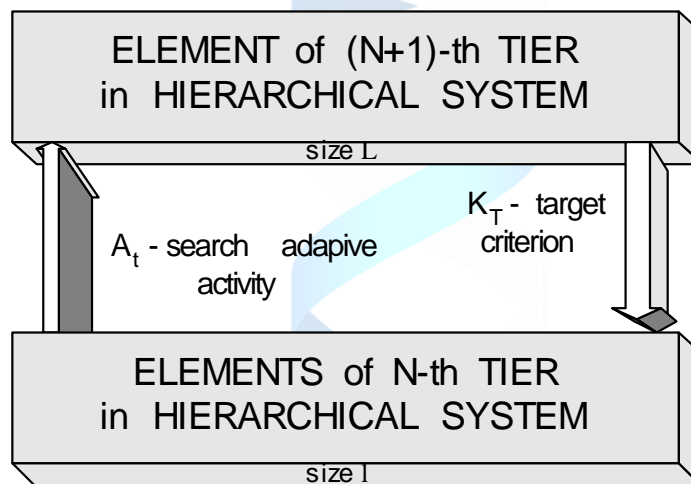 ELEMENT of (N+1)-th TIER
in HIERARCHICAL SYSTEM
size L
K_T - target
criterion
A_t - search adapive
activity
ELEMENTS of N-th TIER
in HIERARCHICAL SYSTEM
size l